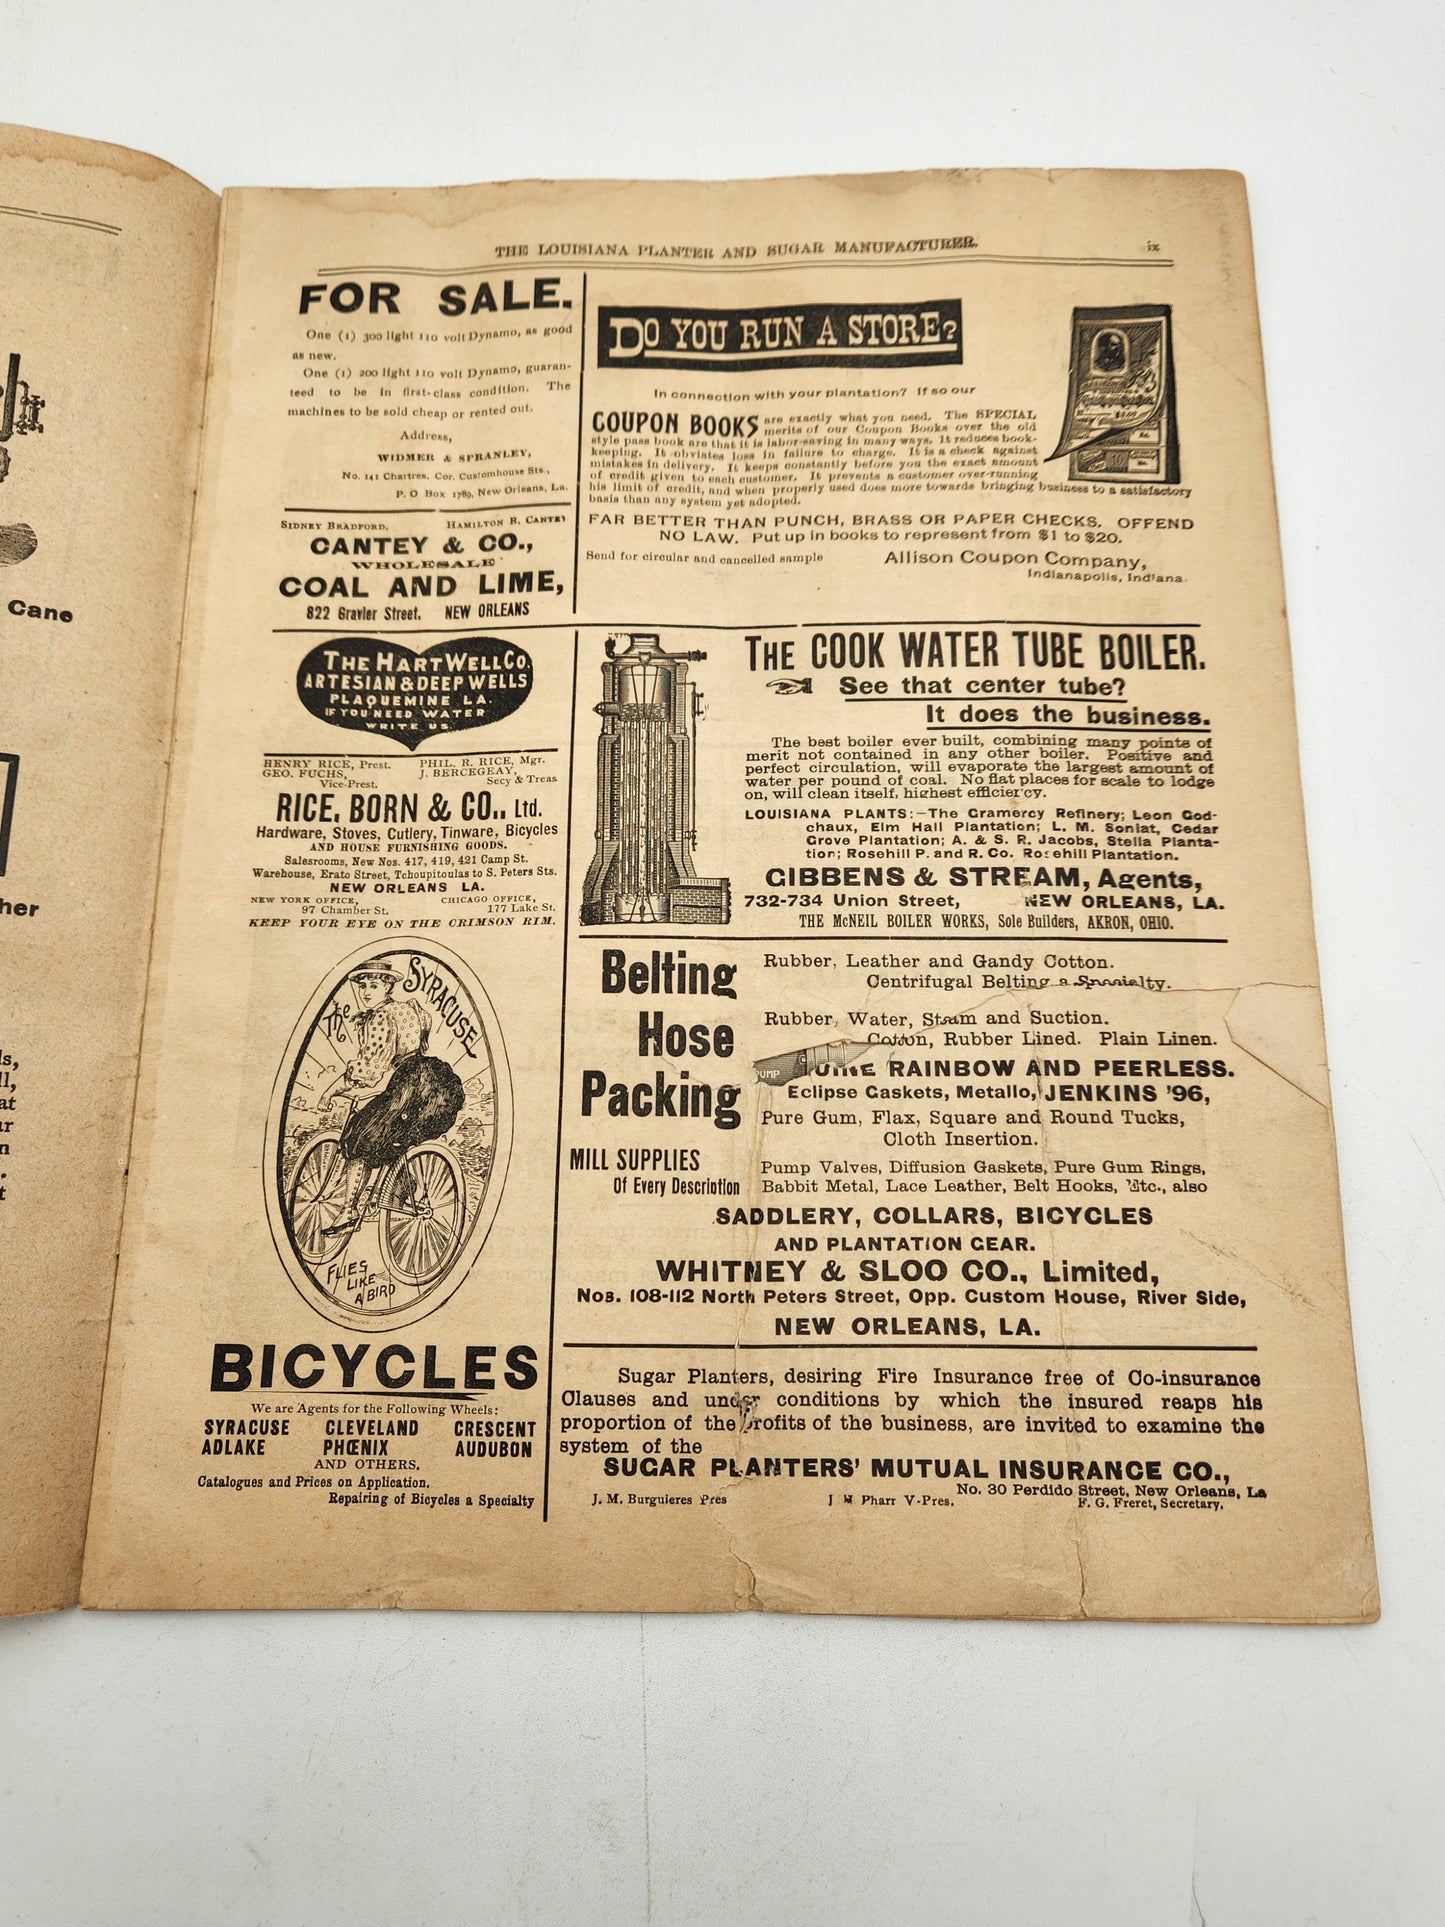 THE LOUISIANA PLANTER AND SUGAR MANUFACTURER.
ix
FOR SALE.
One (1) 300 light 110 volt Dynamo, as good
as new.
One (1) 200 light 110 volt Dynamo, guaran-
teed to be in first-class condition. The
machines to be sold cheap or rented out.
Address,
WIDMER & SPRANLEY,
No. 141 Chartres, Cor. Customhouse Sts.,
P. O Box 1789, New Orleans, La.
SIDNEY BRADFORD, HAMILTON B. CANTEY
CANTEY & CO.,
WHOLESALE
COAL AND LIME,
822 Gravier Street. NEW ORLEANS
DO YOU RUN A STORE?
In connection with your plantation? If so our
COUPON BOOKS are exactly what you need. The SPECIAL
merits of our Coupon Books over the old
style pass book are that it is labor-saving in many ways. It reduces book-
keeping. It obviates loss in failure to charge. It is a check against
mistakes in delivery. It keeps constantly before you the exact amount
of credit given to each customer. It prevents a customer over-running
his limit of credit, and when properly used does more towards bringing business to a satisfactory
basis than any system yet adopted.
FAR BETTER THAN PUNCH, BRASS OR PAPER CHECKS. OFFEND
NO LAW. Put up in books to represent from $1 to $20.
Send for circular and cancelled sample
Allison Coupon Company,
Indianapolis, Indiana.
THE HARTWELL CO.
ARTESIAN & DEEP WELLS
PLAQUEMINE LA.
IF YOU NEED WATER
WRITE US.
HENRY RICE, Prest. PHIL. R. RICE, Mgr.
GEO. FUCHS, J. BERCEGEAY,
Vice-Prest. Secy & Treas
RICE, BORN & CO., Ltd.
Hardware, Stoves, Cutlery, Tinware, Bicycles
AND HOUSE FURNISHING GOODS.
Salesrooms, New Nos. 417, 419, 421 Camp St.
Warehouse, Erato Street, Tchoupitoulas to S. Peters Sts.
NEW ORLEANS LA.
NEW YORK OFFICE, CHICAGO OFFICE,
97 Chamber St. 177 Lake St.
KEEP YOUR EYE ON THE CRIMSON RIM.
The SYRACUSE
FLIES
LIKE
A BIRD
BICYCLES
We are Agents for the Following Wheels:
SYRACUSE CLEVELAND CRESCENT
ADLAKE PHŒNIX AUDUBON
AND OTHERS.
Catalogues and Prices on Application.
Repairing of Bicycles a Specialty
THE COOK WATER TUBE BOILER.
See that center tube?
It does the business.
The best boiler ever built, combining many points of
merit not contained in any other boiler. Positive and
perfect circulation, will evaporate the largest amount of
water per pound of coal. No flat places for scale to lodge
on, will clean itself, highest efficiercy.
LOUISIANA PLANTS:—The Gramercy Refinery; Leon God-
chaux, Elm Hall Plantation; L. M. Soniat, Cedar
Grove Plantation; A. & S. R. Jacobs, Stella Planta-
tion; Rosehill P. and R. Co. Rosehill Plantation.
GIBBENS & STREAM, Agents,
732-734 Union Street, NEW ORLEANS, LA.
THE McNEIL BOILER WORKS, Sole Builders, AKRON, OHIO.
Belting
Rubber, Leather and Gandy Cotton.
Centrifugal Belting a Specialty.
Hose
Rubber, Water, Steam and Suction.
Cotton, Rubber Lined. Plain Linen.
Packing
PUMP
RAINBOW AND PEERLESS.
Eclipse Gaskets, Metallo, JENKINS '96,
Pure Gum, Flax, Square and Round Tucks,
Cloth Insertion.
MILL SUPPLIES
Of Every Description
Pump Valves, Diffusion Gaskets, Pure Gum Rings,
Babbit Metal, Lace Leather, Belt Hooks, Etc., also
SADDLERY, COLLARS, BICYCLES
AND PLANTATION GEAR.
WHITNEY & SLOO CO., Limited,
Nos. 108-112 North Peters Street, Opp. Custom House, River Side,
NEW ORLEANS, LA.
Sugar Planters, desiring Fire Insurance free of Co-insurance
Clauses and under conditions by which the insured reaps his
proportion of the profits of the business, are invited to examine the
system of the
SUGAR PLANTERS' MUTUAL INSURANCE CO.,
No. 30 Perdido Street, New Orleans, La
J. M. Burguieres Pres J Pharr V-Pres. F. G. Freret, Secretary.
Cane
her